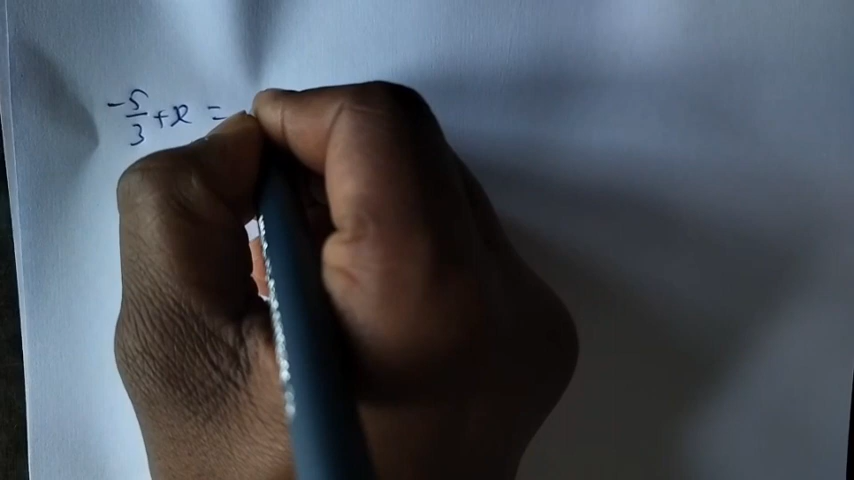 -5/3 + x =